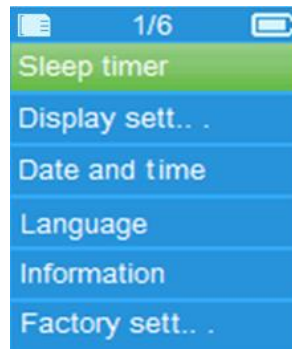 1/6
Sleep timer
Display sett.. .
Date and time
Language
Information
Factory sett.. .